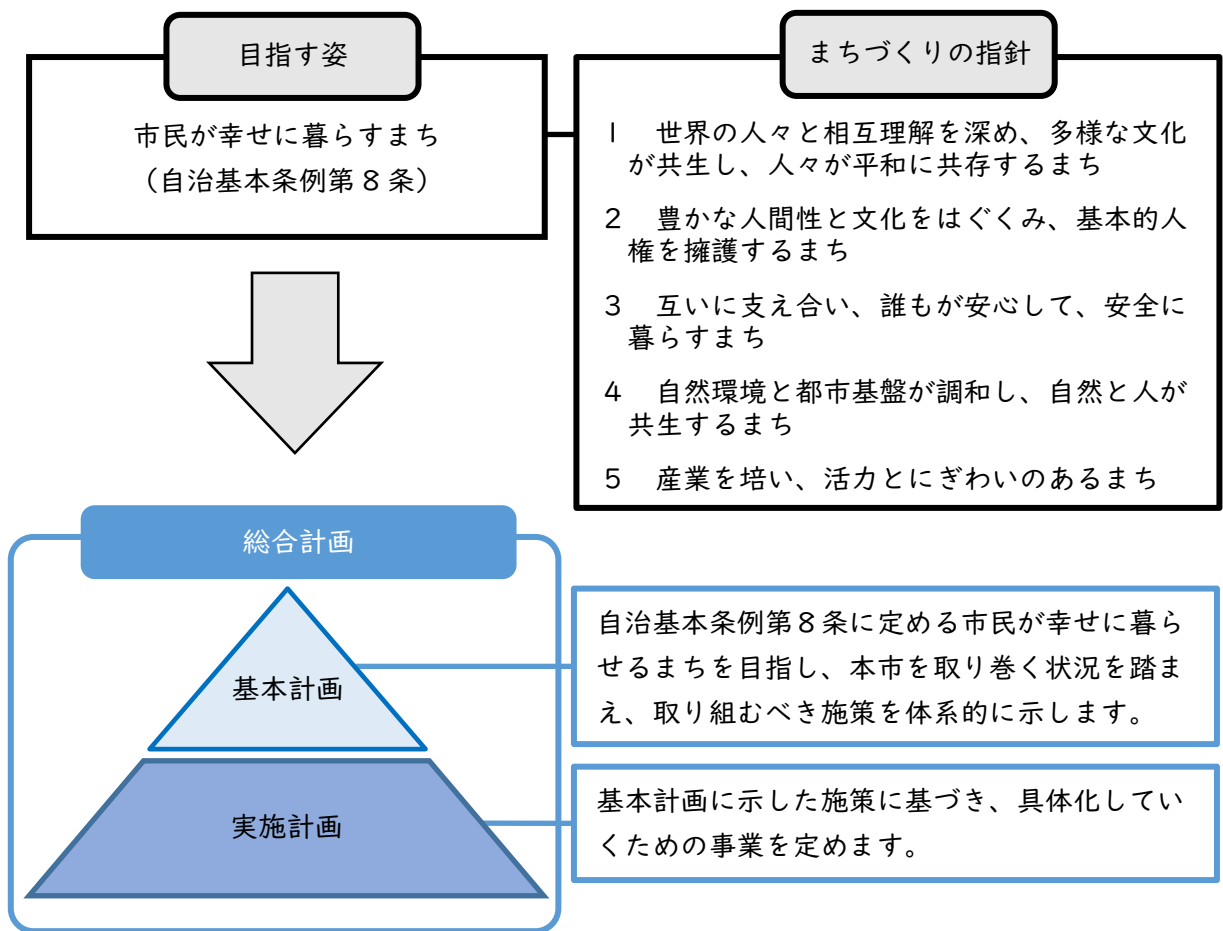 目指す姿
市民が幸せに暮らすまち
（自治基本条例第８条）
まちづくりの指針
１　世界の人々と相互理解を深め、多様な文化
が共生し、人々が平和に共存するまち
２　豊かな人間性と文化をはぐくみ、基本的人
権を擁護するまち
３　互いに支え合い、誰もが安心して、安全に
暮らすまち
４　自然環境と都市基盤が調和し、自然と人が
共生するまち
５　産業を培い、活力とにぎわいのあるまち
総合計画
基本計画
自治基本条例第８条に定める市民が幸せに暮ら
せるまちを目指し、本市を取り巻く状況を踏ま
え、取り組むべき施策を体系的に示します。
実施計画
基本計画に示した施策に基づき、具体化してい
くための事業を定めます。